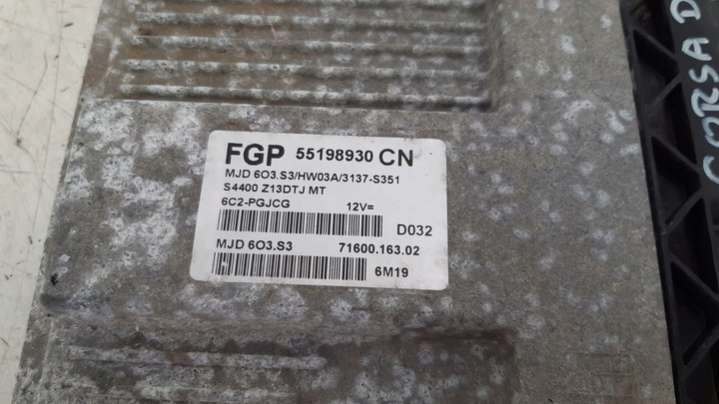 FGP 55198930 CN
MJD 6O3.S3/HW03A/3137-S351
S4400 Z13DTJ MT
6C2-PGJCG 12V=
D032
MJD 6O3.S3 71600.163.02
6M19
CORSA D